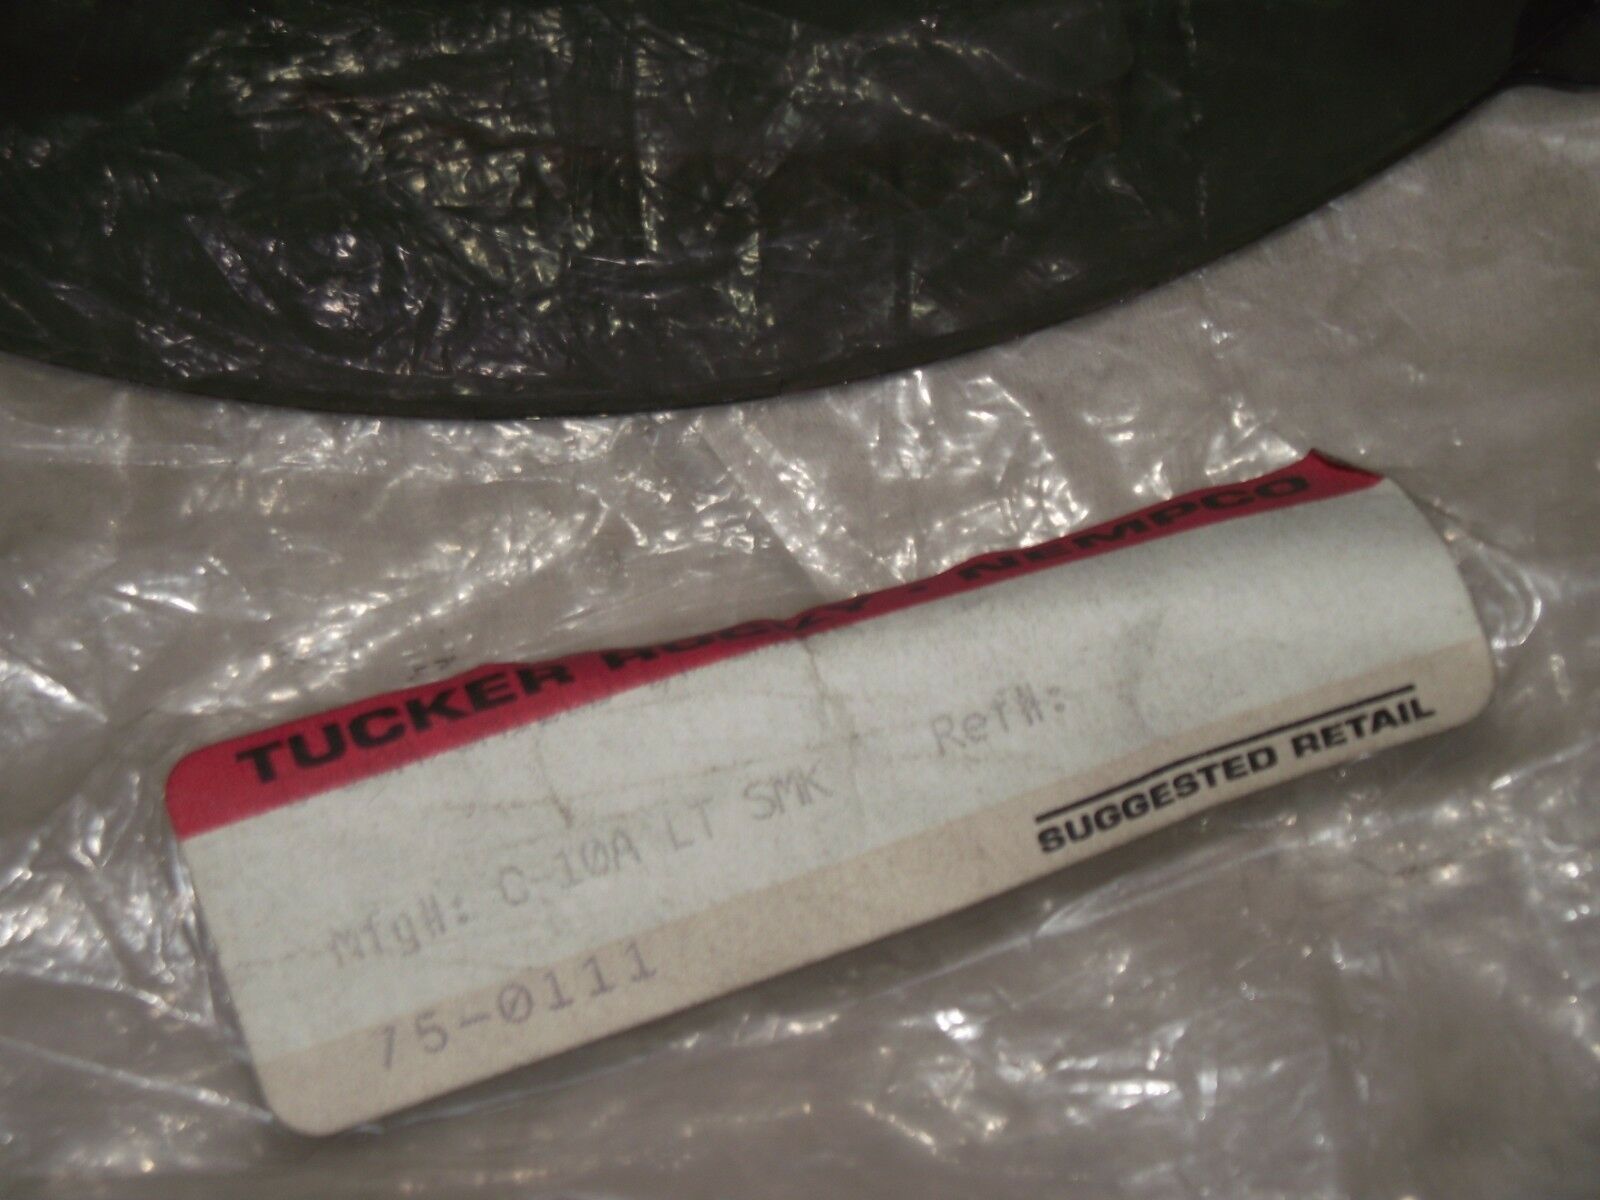 TUCKER ROCKY · NEMPCO
Mfg#: C-10A LT SMK Ref#:
75-0111
SUGGESTED RETAIL